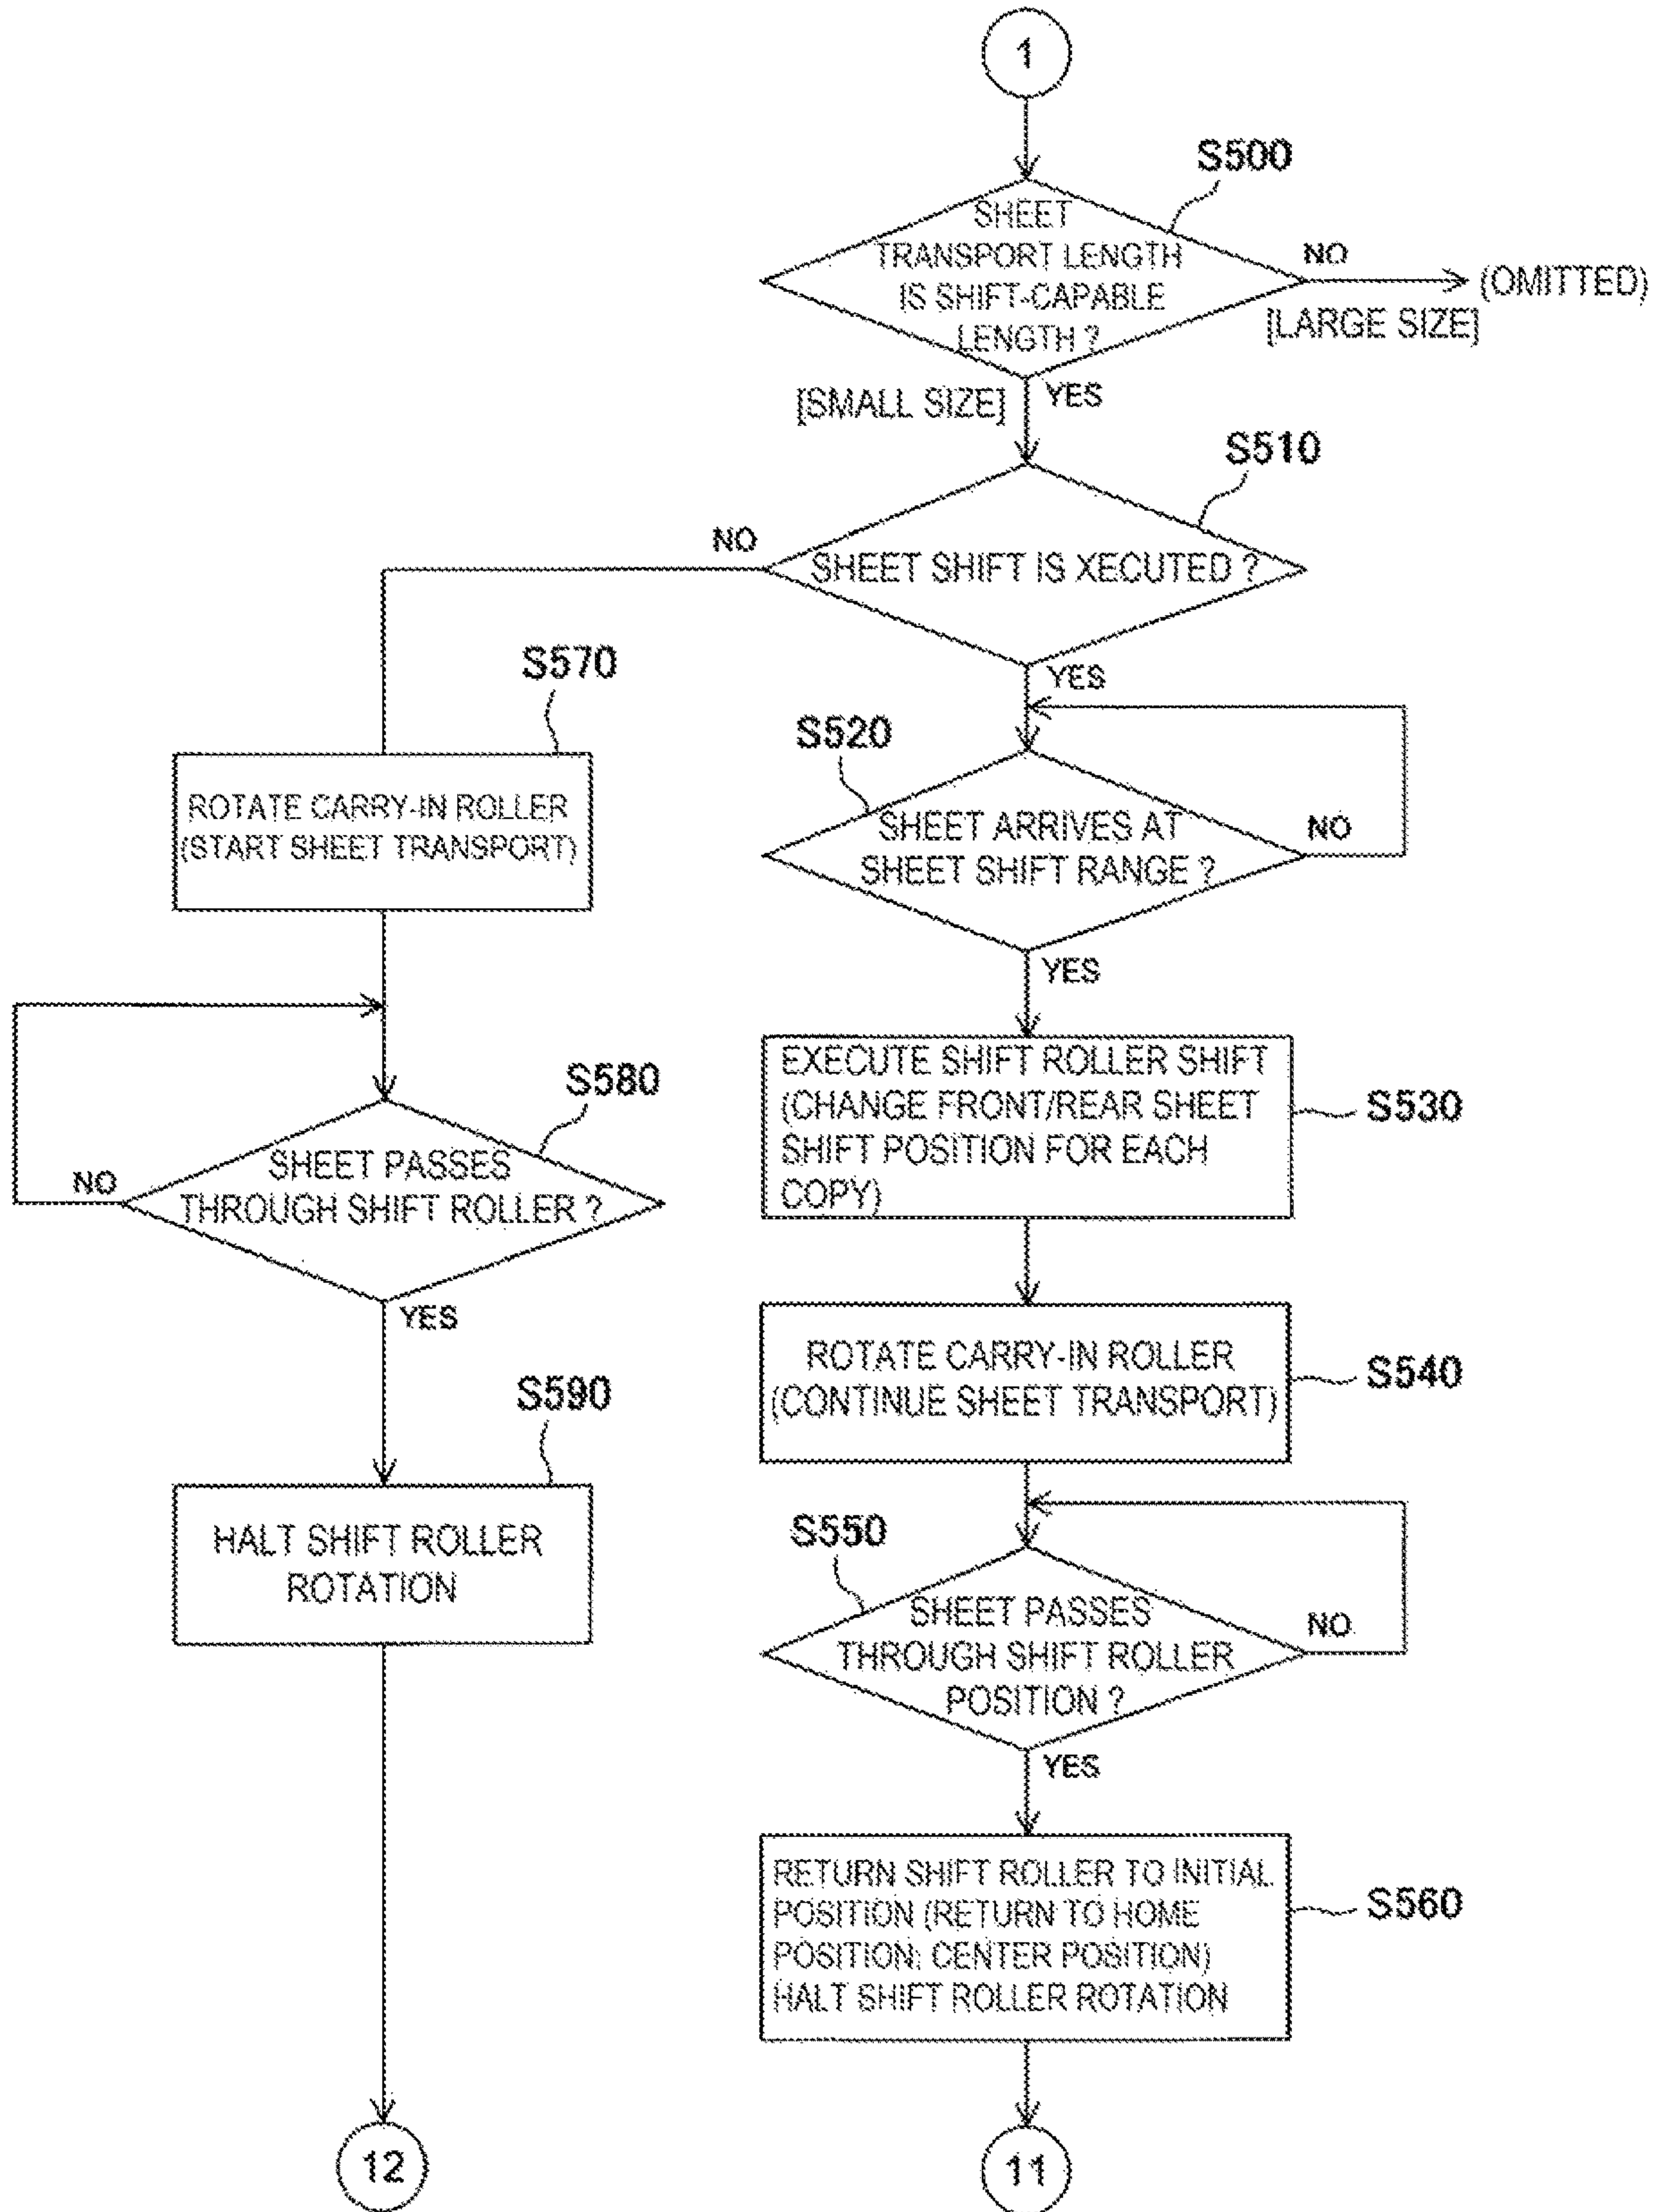 1
S500
SHEET
TRANSPORT LENGTH
IS SHIFT-CAPABLE
LENGTH ?
NO
(OMITTED)
[LARGE SIZE]
[SMALL SIZE]
YES
S510
NO
SHEET SHIFT IS XECUTED ?
YES
S570
ROTATE CARRY-IN ROLLER
(START SHEET TRANSPORT)
S520
SHEET ARRIVES AT
SHEET SHIFT RANGE ?
NO
YES
EXECUTE SHIFT ROLLER SHIFT
(CHANGE FRONT/REAR SHEET
SHIFT POSITION FOR EACH
COPY)
S530
S580
SHEET PASSES
THROUGH SHIFT ROLLER ?
NO
YES
ROTATE CARRY-IN ROLLER
(CONTINUE SHEET TRANSPORT)
S540
S590
HALT SHIFT ROLLER
ROTATION
S550
SHEET PASSES
THROUGH SHIFT ROLLER
POSITION ?
NO
YES
RETURN SHIFT ROLLER TO INITIAL
POSITION (RETURN TO HOME
POSITION: CENTER POSITION)
HALT SHIFT ROLLER ROTATION
S560
12
11